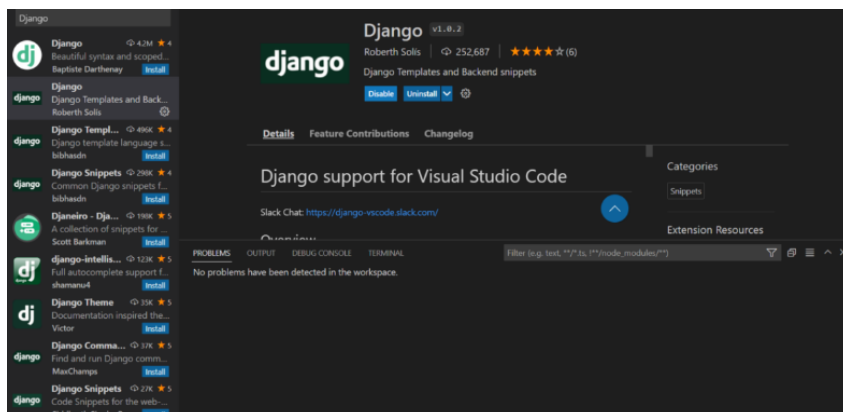 Django
Django 4.2M ★ 4
Beautiful syntax and scoped...
Baptiste Darthenay Install
Django
Django Templates and Back...
Roberth Solis
Django Templ... 496K ★ 4
Django template language s...
bibhasdn Install
Django Snippets 298K ★ 4
Common Django snippets f...
bibhasdn Install
Djaneiro - Dja... 198K ★ 5
A collection of snippets for ...
Scott Barkman Install
django-intellis... 123K ★ 5
Full autocomplete support f...
shamanu4 Install
Django Theme 35K ★ 5
Documentation inspired the...
Victor Install
Django Comma... 37K ★ 5
Find and run Django comm...
MaxChamps Install
Django Snippets 27K ★ 5
Code Snippets for the web-...
django
Django v1.0.2
Roberth Solis 252,687 ★★★★☆(6)
Django Templates and Backend snippets
Disable Uninstall
Details Feature Contributions Changelog
Django support for Visual Studio Code
Slack Chat: https://django-vscode.slack.com/
Overview
Categories
Snippets
Extension Resources
PROBLEMS OUTPUT DEBUG CONSOLE TERMINAL Filter (e.g. text, **/*.ts, !**/node_modules/**)
No problems have been detected in the workspace.
dj
django
django
django
dj
dj
django
django